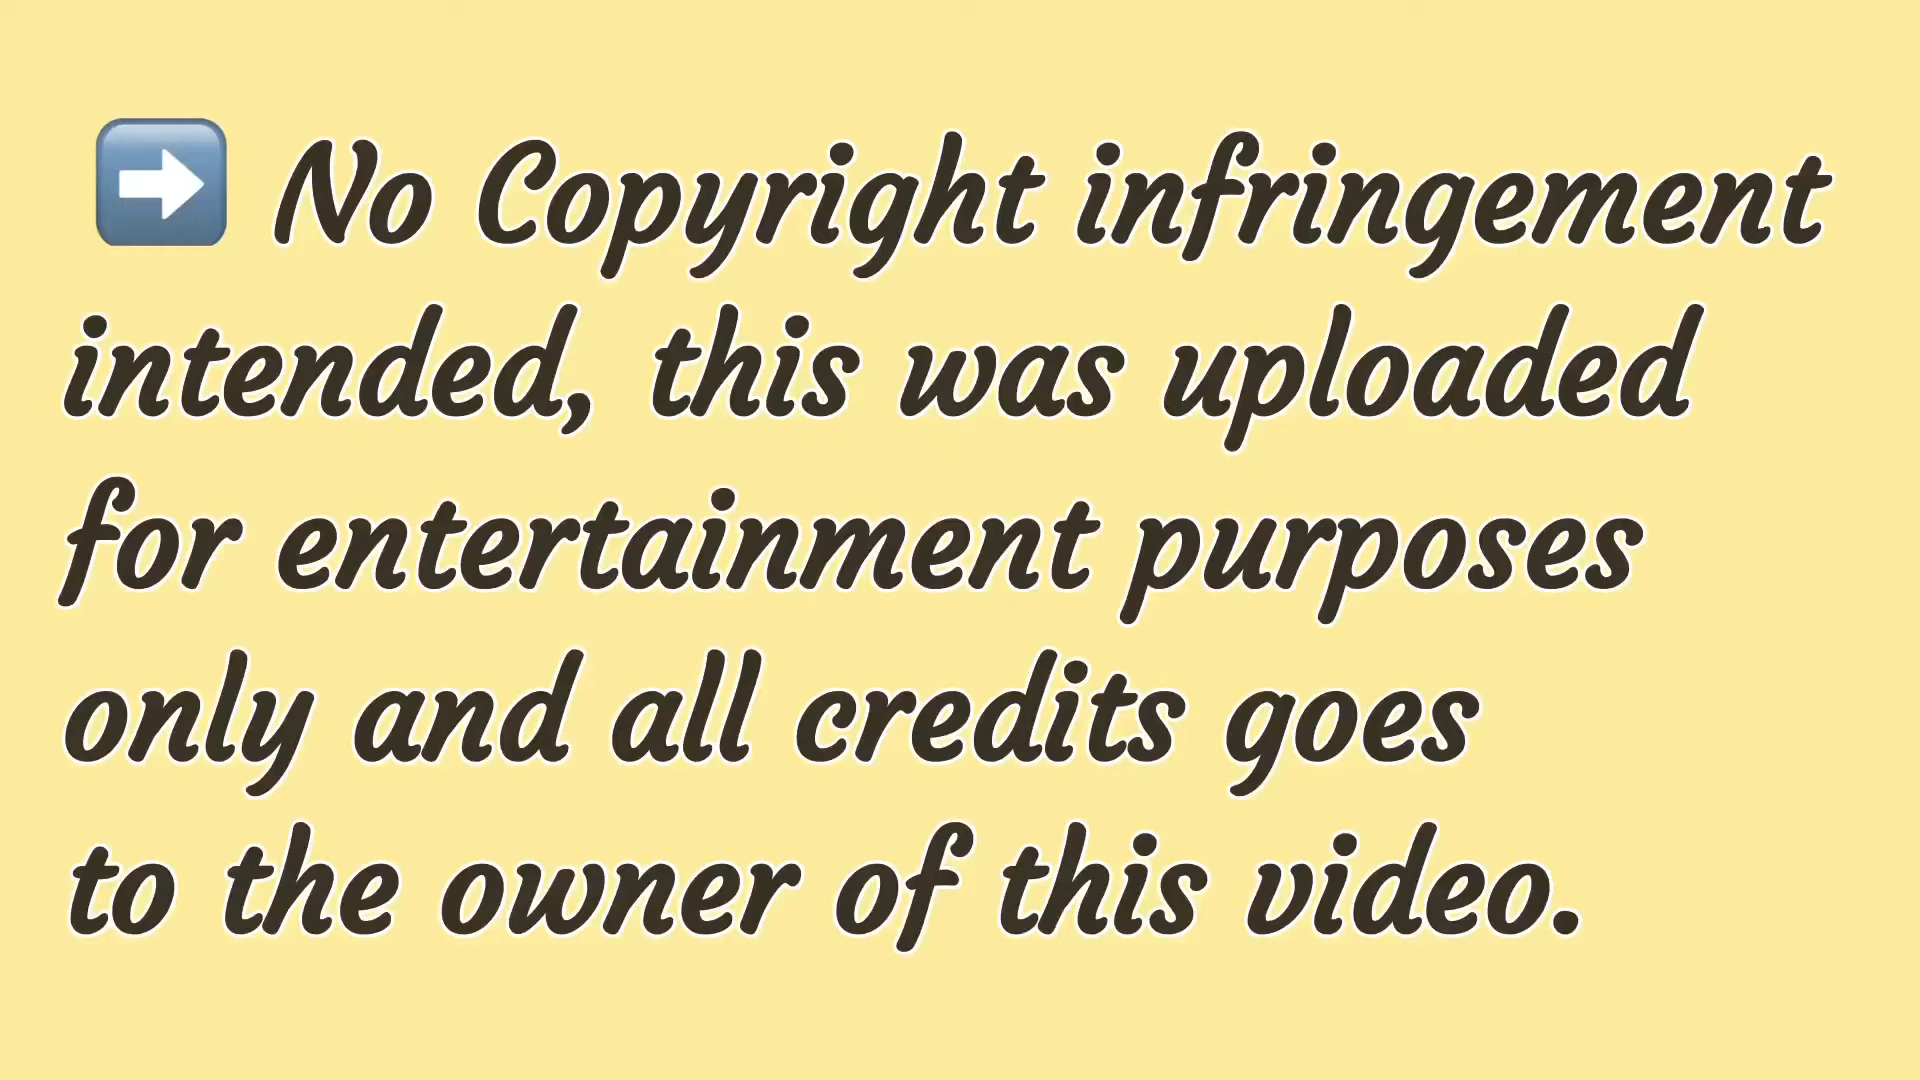 ➡️ No Copyright infringement
intended, this was uploaded
for entertainment purposes
only and all credits goes
to the owner of this video.